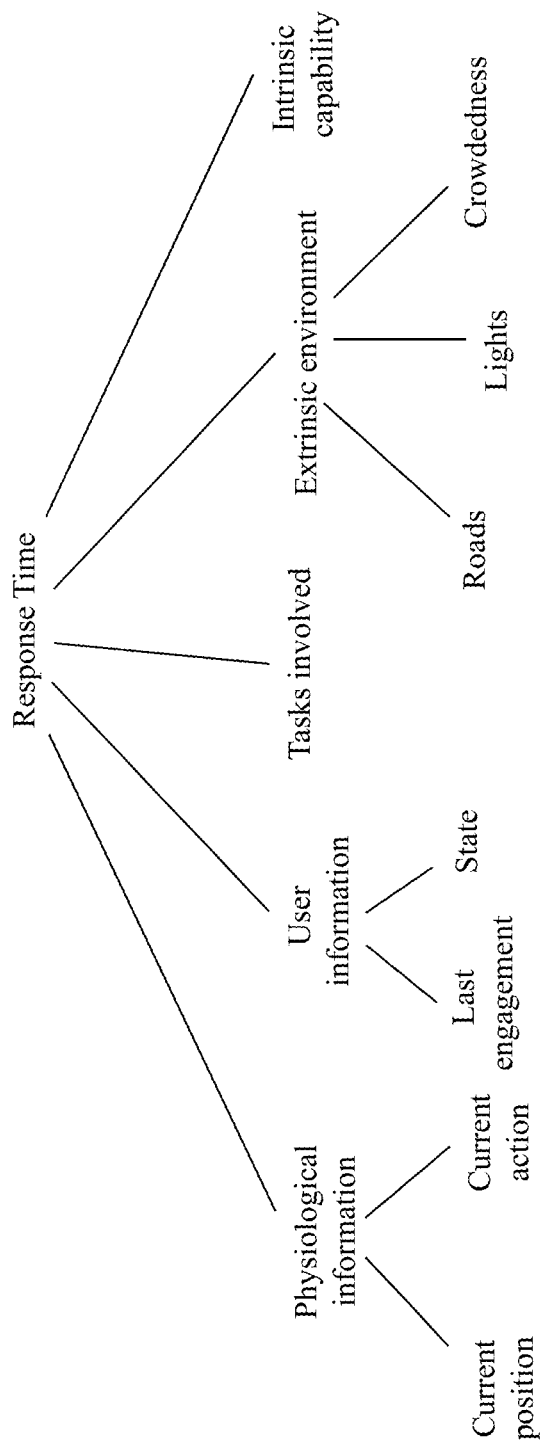 Response Time
Physiological
information
User
information
Tasks involved
Extrinsic environment
Intrinsic
capability
Current
position
Current
action
Last
engagement
State
Roads
Lights
Crowdedness